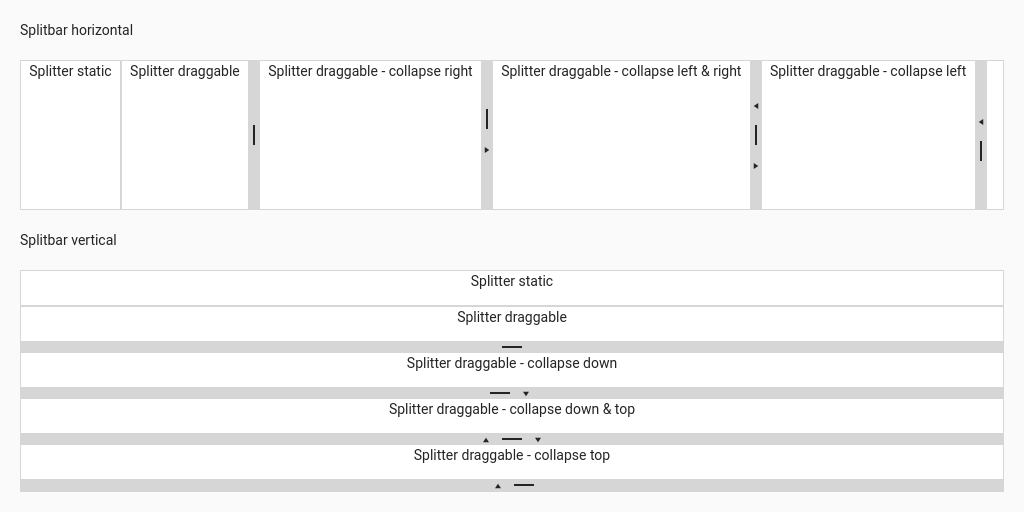 Splitbar horizontal
Splitter static
Splitter draggable
Splitter draggable - collapse right
Splitter draggable - collapse left & right
Splitter draggable - collapse left
Splitbar vertical
Splitter static
Splitter draggable
Splitter draggable - collapse down
Splitter draggable - collapse down & top
Splitter draggable - collapse top